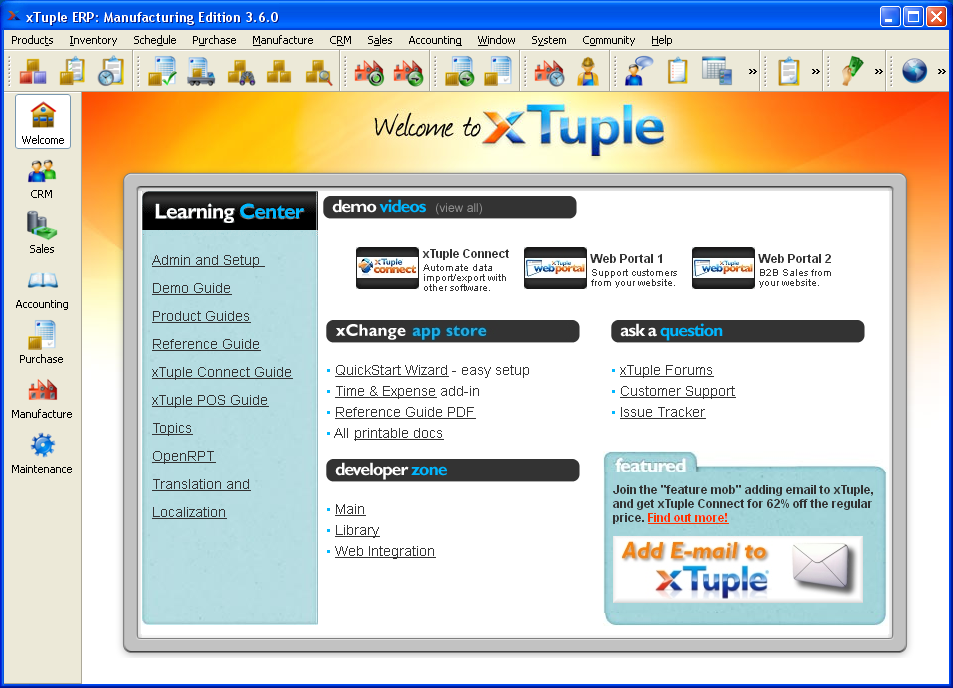 xTuple ERP: Manufacturing Edition 3.6.0
Products Inventory Schedule Purchase Manufacture CRM Sales Accounting Window System Community Help
» » » »
Welcome
CRM
Sales
Accounting
Purchase
Manufacture
Maintenance
Welcome to xTuple
Learning Center
Admin and Setup
Demo Guide
Product Guides
Reference Guide
xTuple Connect Guide
xTuple POS Guide
Topics
OpenRPT
Translation and
Localization
demo videos (view all)
xTuple connect
xTuple Connect
Automate data
import/export with
other software.
xTuple webportal
Web Portal 1
Support customers
from your website.
xTuple webportal
Web Portal 2
B2B Sales from
your website.
xChange app store
• QuickStart Wizard - easy setup
• Time & Expense add-in
• Reference Guide PDF
• All printable docs
ask a question
• xTuple Forums
• Customer Support
• Issue Tracker
developer zone
• Main
• Library
• Web Integration
featured
Join the "feature mob" adding email to xTuple,
and get xTuple Connect for 62% off the regular
price. Find out more!
Add E-mail to
xTuple